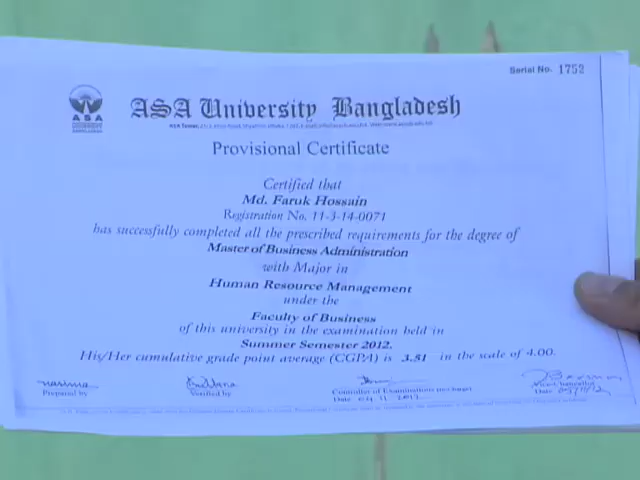 Serial No. 1752
ASA
ASA University Bangladesh
Provisional Certificate
Certified that
Md. Faruk Hossain
Registration No. 11-3-14-0071
has successfully completed all the prescribed requirements for the degree of
Master of Business Administration
with Major in
Human Resource Management
under the
Faculty of Business
of this university in the examination held in
Summer Semester 2012.
His/Her cumulative grade point average (CGPA) is 3.51 in the scale of 4.00.
Prepared by
Verified by
Controller of Examinations
Vice Chancellor
Date
Date